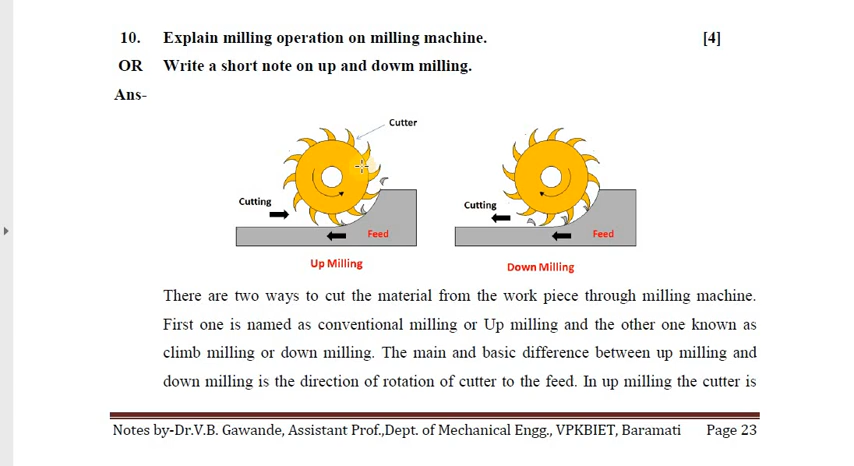 10. Explain milling operation on milling machine. [4]
OR Write a short note on up and dowm milling.
Ans-
Cutter
Cutting
Feed
Up Milling
Cutting
Feed
Down Milling
There are two ways to cut the material from the work piece through milling machine.
First one is named as conventional milling or Up milling and the other one known as
climb milling or down milling. The main and basic difference between up milling and
down milling is the direction of rotation of cutter to the feed. In up milling the cutter is
Notes by-Dr.V.B. Gawande, Assistant Prof.,Dept. of Mechanical Engg., VPKBIET, Baramati Page 23